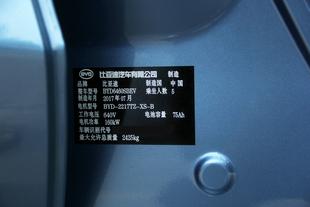 BYD 比亚迪汽车有限公司 制造
品牌 比亚迪 制造国 中国
整车型号 BYD6460SBEV 乘坐人数 5
制造年月 2017年07月
电机型号 BYD-2217TZ-XS-B
工作电压 640V 电池容量 75Ah
电机功率 160kW
车辆识别代号
最大允许总质量 2435kg